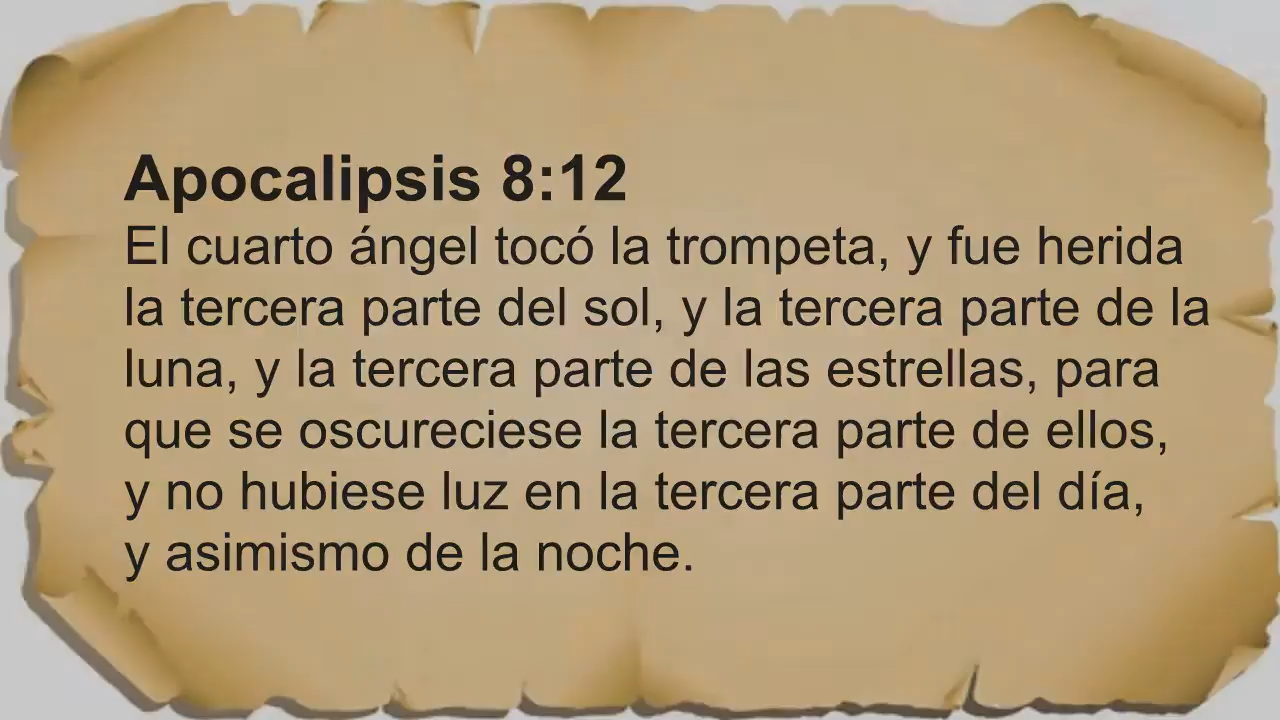 Apocalipsis 8:12
El cuarto ángel tocó la trompeta, y fue herida
la tercera parte del sol, y la tercera parte de la
luna, y la tercera parte de las estrellas, para
que se oscureciese la tercera parte de ellos,
y no hubiese luz en la tercera parte del día,
y asimismo de la noche.